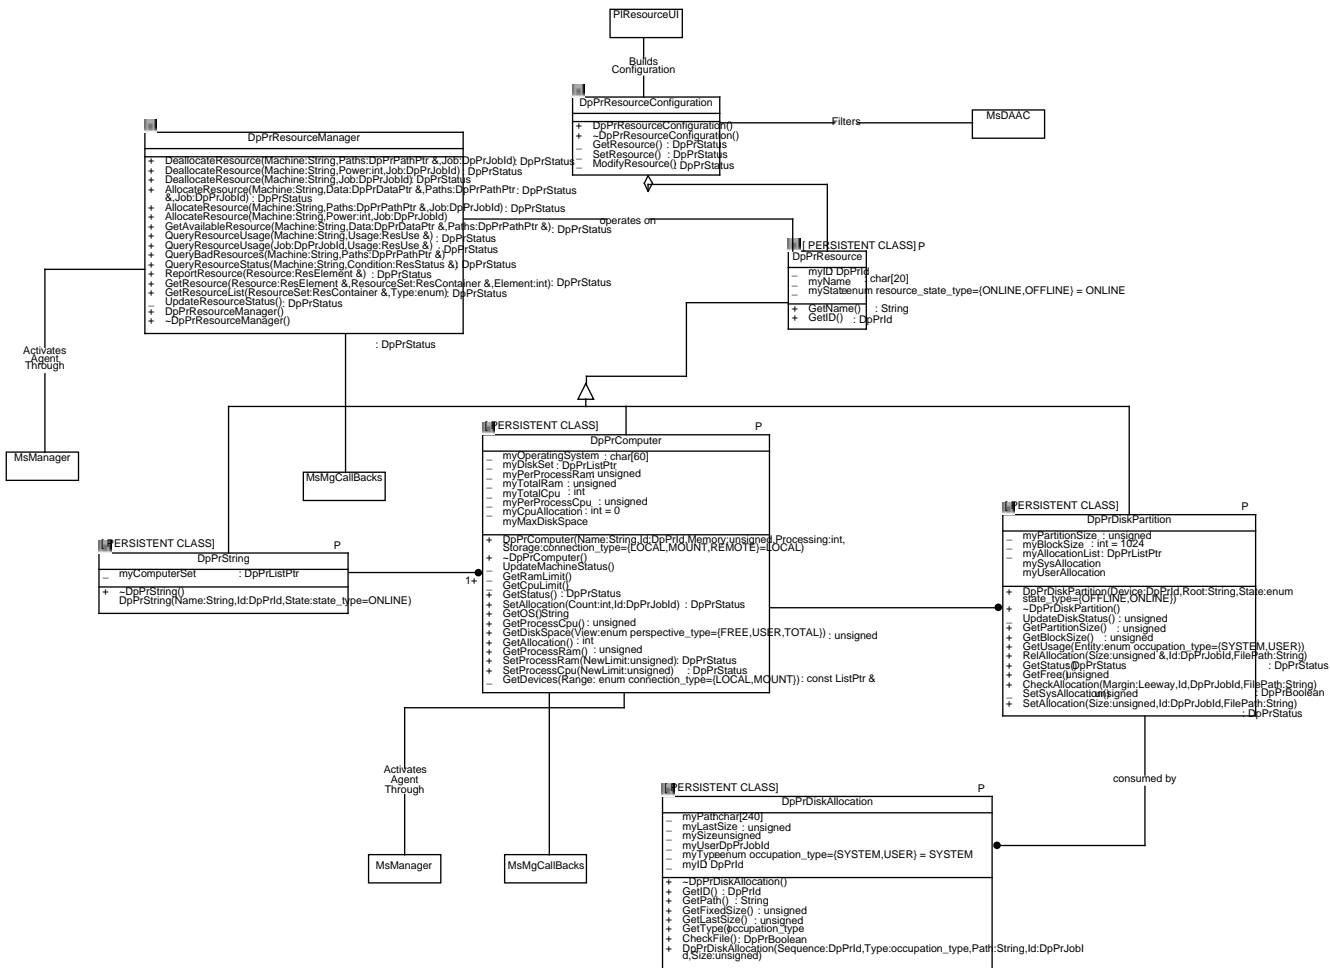 PlResourceUI
Builds
Configuration
DpPrResourceConfiguration
+ DpPrResourceConfiguration()
+ ~DpPrResourceConfiguration()
_ GetResource() : DpPrStatus
_ SetResource() : DpPrStatus
_ ModifyResource() : DpPrStatus
Filters
MsDAAC
DpPrResourceManager
+ DeallocateResource(Machine:String,Paths:DpPrPathPtr &,Job:DpPrJobId) : DpPrStatus
+ DeallocateResource(Machine:String,Power:int,Job:DpPrJobId) : DpPrStatus
+ DeallocateResource(Machine:String,Job:DpPrJobId) : DpPrStatus
+ AllocateResource(Machine:String,Data:DpPrDataPtr &,Paths:DpPrPathPtr
&,Job:DpPrJobId) : DpPrStatus
+ AllocateResource(Machine:String,Paths:DpPrPathPtr &,Job:DpPrJobId) : DpPrStatus
+ AllocateResource(Machine:String,Power:int,Job:DpPrJobId)
+ GetAvailableResource(Machine:String,Data:DpPrDataPtr &,Paths:DpPrPathPtr &) : DpPrStatus
+ QueryResourceUsage(Machine:String,Usage:ResUse &) : DpPrStatus
+ QueryResourceUsage(Job:DpPrJobId,Usage:ResUse &) : DpPrStatus
+ QueryBadResources(Machine:String,Paths:DpPrPathPtr &) : DpPrStatus
+ QueryResourceStatus(Machine:String,Condition:ResStatus &) : DpPrStatus
+ ReportResource(Resource:ResElement &) : DpPrStatus
+ GetResource(Resource:ResElement &,ResourceSet:ResContainer &,Element:int) : DpPrStatus
+ GetResourceList(ResourceSet:ResContainer &,Type:enum) : DpPrStatus
_ UpdateResourceStatus() : DpPrStatus
+ DpPrResourceManager()
+ ~DpPrResourceManager()
: DpPrStatus
operates on
[ PERSISTENT CLASS] P
DpPrResource
_ myID : DpPrId
_ myName : char[20]
_ myState : enum resource_state_type={ONLINE,OFFLINE} = ONLINE
+ GetName() : String
+ GetID() : DpPrId
Activates
Agent
Through
MsManager
MsMgCallBacks
[ PERSISTENT CLASS] P
DpPrComputer
_ myOperatingSystem : char[60]
_ myDiskSet : DpPrListPtr
_ myPerProcessRam : unsigned
_ myTotalRam : unsigned
_ myTotalCpu : int
_ myPerProcessCpu : unsigned
_ myCpuAllocation : int = 0
myMaxDiskSpace
+ DpPrComputer(Name:String,Id:DpPrId,Memory:unsigned,Processing:int,
Storage:connection_type={LOCAL,MOUNT,REMOTE}=LOCAL)
+ ~DpPrComputer()
_ UpdateMachineStatus()
_ GetRamLimit()
_ GetCpuLimit()
+ GetStatus() : DpPrStatus
+ SetAllocation(Count:int,Id:DpPrJobId) : DpPrStatus
+ GetOS() : String
+ GetProcessCpu() : unsigned
+ GetDiskSpace(View:enum perspective_type={FREE,USER,TOTAL}) : unsigned
+ GetAllocation() : int
+ GetProcessRam() : unsigned
+ SetProcessRam(NewLimit:unsigned) : DpPrStatus
+ SetProcessCpu(NewLimit:unsigned) : DpPrStatus
_ GetDevices(Range: enum connection_type={LOCAL,MOUNT}) : const ListPtr &
[ PERSISTENT CLASS] P
DpPrString
_ myComputerSet : DpPrListPtr
+ ~DpPrString()
DpPrString(Name:String,Id:DpPrId,State:state_type=ONLINE)
1+
[ PERSISTENT CLASS] P
DpPrDiskPartition
_ myPartitionSize : unsigned
_ myBlockSize : int = 1024
_ myAllocationList : DpPrListPtr
_ mySysAllocation
myUserAllocation
+ DpPrDiskPartition(Device:DpPrId,Root:String,State:enum
state_type={OFFLINE,ONLINE})
+ ~DpPrDiskPartition()
_ UpdateDiskStatus() : unsigned
+ GetPartitionSize() : unsigned
+ GetBlockSize() : unsigned
+ GetUsage(Entity:enum occupation_type={SYSTEM,USER})
+ RelAllocation(Size:unsigned &,Id:DpPrJobId,FilePath:String)
+ GetStatus() : DpPrStatus : DpPrStatus
+ GetFree() : unsigned
+ CheckAllocation(Margin:Leeway,Id,DpPrJobId,FilePath:String)
_ SetSysAllocation() : unsigned : DpPrBoolean
+ SetAllocation(Size:unsigned,Id:DpPrJobId,FilePath:String)
: DpPrStatus
Activates
Agent
Through
MsManager
MsMgCallBacks
consumed by
[ PERSISTENT CLASS] P
DpPrDiskAllocation
_ myPath : char[240]
_ myLastSize : unsigned
_ mySize : unsigned
_ myUser : DpPrJobId
_ myType : enum occupation_type={SYSTEM,USER} = SYSTEM
_ myID : DpPrId
+ ~DpPrDiskAllocation()
+ GetID() : DpPrId
+ GetPath() : String
+ GetFixedSize() : unsigned
+ GetLastSize() : unsigned
+ GetType() : occupation_type
+ CheckFile() : DpPrBoolean
+ DpPrDiskAllocation(Sequence:DpPrId,Type:occupation_type,Path:String,Id:DpPrJobI
d,Size:unsigned)